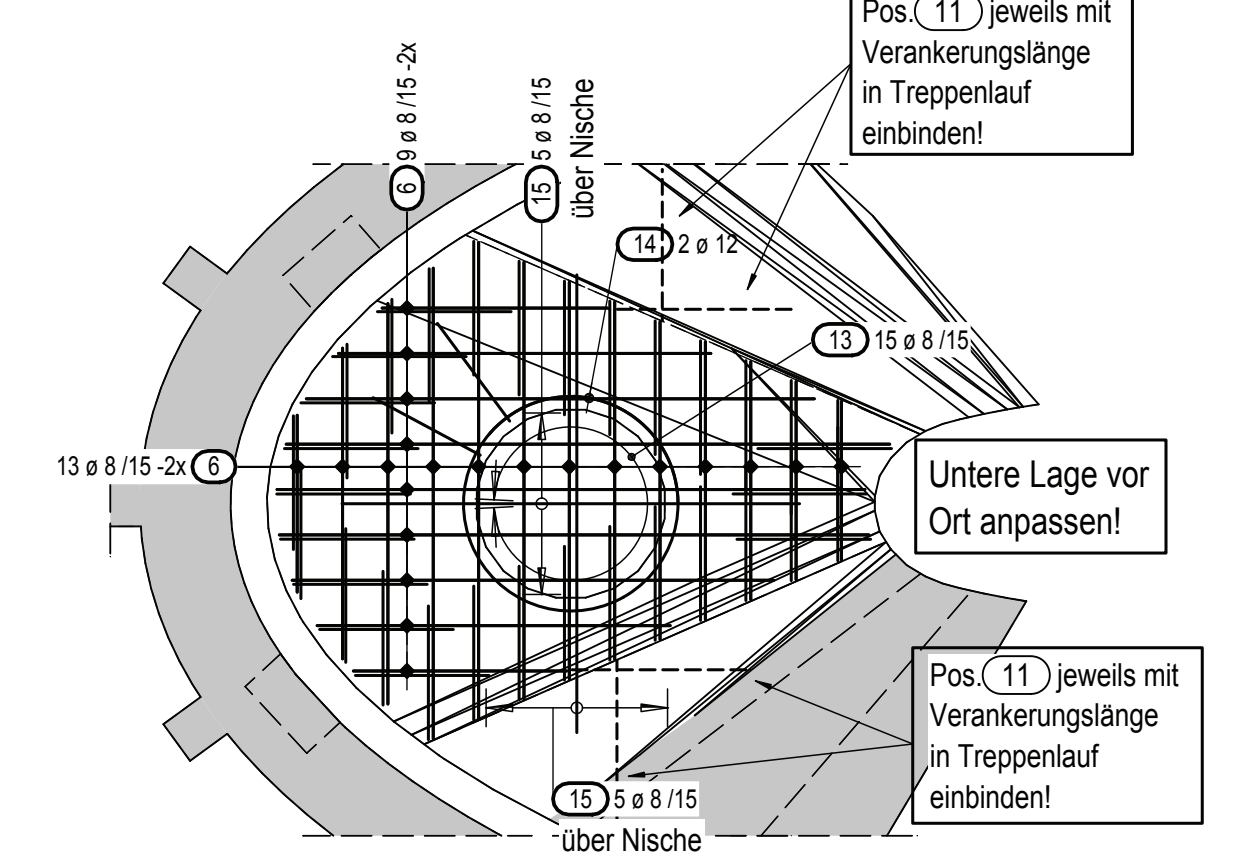 Pos. 11 jeweils mit
Verankerungslänge
in Treppenlauf
einbinden!
6 9 ø 8 /15 -2x
15 5 ø 8 /15
über Nische
14 2 ø 12
13 15 ø 8 /15
13 ø 8 /15 -2x 6
Untere Lage vor
Ort anpassen!
Pos. 11 jeweils mit
Verankerungslänge
in Treppenlauf
einbinden!
15 5 ø 8 /15
über Nische